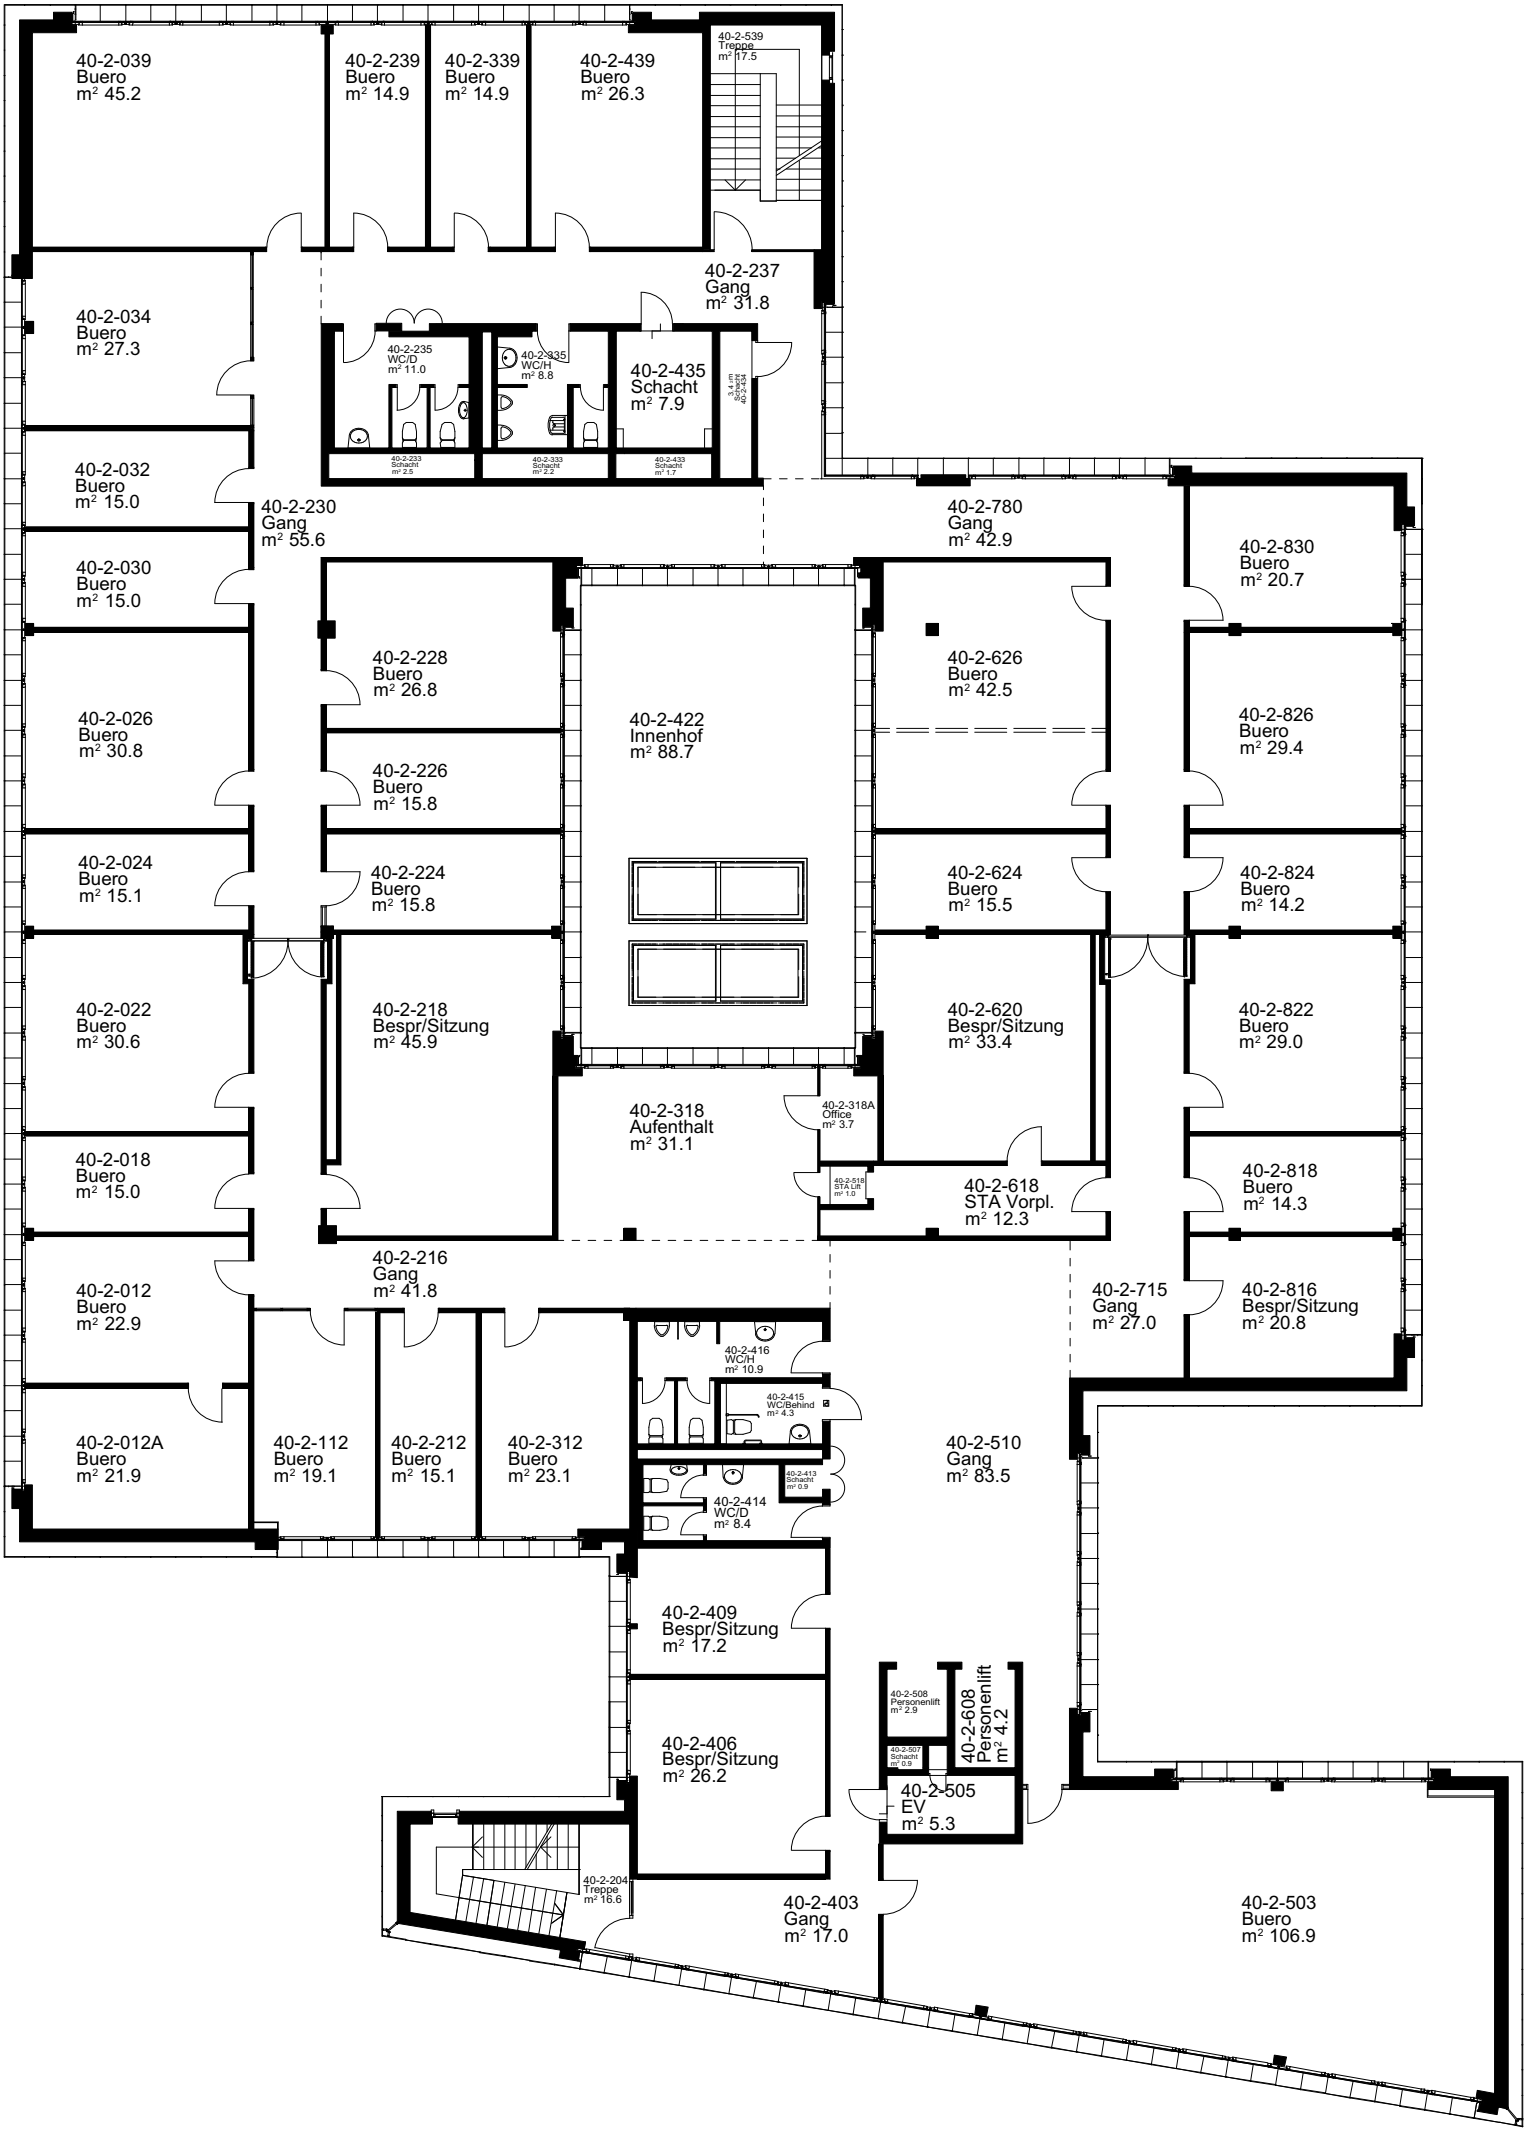 40-2-039
Buero
m² 45.2
40-2-239
Buero
m² 14.9
40-2-339
Buero
m² 14.9
40-2-439
Buero
m² 26.3
40-2-539
Treppe
m² 17.5
40-2-237
Gang
m² 31.8
40-2-034
Buero
m² 27.3
40-2-235
WC/D
m² 11.0
40-2-335
WC/H
m² 8.8
40-2-435
Schacht
m² 7.9
40-2-434
Schacht
3.4 m
40-2-233
Schacht
m² 2.5
40-2-333
Schacht
m² 2.2
40-2-433
Schacht
m² 1.7
40-2-032
Buero
m² 15.0
40-2-230
Gang
m² 55.6
40-2-780
Gang
m² 42.9
40-2-830
Buero
m² 20.7
40-2-030
Buero
m² 15.0
40-2-228
Buero
m² 26.8
40-2-626
Buero
m² 42.5
40-2-026
Buero
m² 30.8
40-2-422
Innenhof
m² 88.7
40-2-826
Buero
m² 29.4
40-2-226
Buero
m² 15.8
40-2-024
Buero
m² 15.1
40-2-224
Buero
m² 15.8
40-2-624
Buero
m² 15.5
40-2-824
Buero
m² 14.2
40-2-022
Buero
m² 30.6
40-2-218
Bespr/Sitzung
m² 45.9
40-2-620
Bespr/Sitzung
m² 33.4
40-2-822
Buero
m² 29.0
40-2-318
Aufenthalt
m² 31.1
40-2-318A
Office
m² 3.7
40-2-018
Buero
m² 15.0
40-2-518
STA Lift
m² 1.0
40-2-618
STA Vorpl.
m² 12.3
40-2-818
Buero
m² 14.3
40-2-012
Buero
m² 22.9
40-2-216
Gang
m² 41.8
40-2-715
Gang
m² 27.0
40-2-816
Bespr/Sitzung
m² 20.8
40-2-416
WC/H
m² 10.9
40-2-415
WC/Behind
m² 4.3
40-2-012A
Buero
m² 21.9
40-2-112
Buero
m² 19.1
40-2-212
Buero
m² 15.1
40-2-312
Buero
m² 23.1
40-2-510
Gang
m² 83.5
40-2-413
Schacht
m² 0.9
40-2-414
WC/D
m² 8.4
40-2-409
Bespr/Sitzung
m² 17.2
40-2-508
Personenlift
m² 2.9
40-2-608
Personenlift
m² 4.2
40-2-406
Bespr/Sitzung
m² 26.2
40-2-507
Schacht
m² 0.9
40-2-505
EV
m² 5.3
40-2-204
Treppe
m² 16.6
40-2-403
Gang
m² 17.0
40-2-503
Buero
m² 106.9